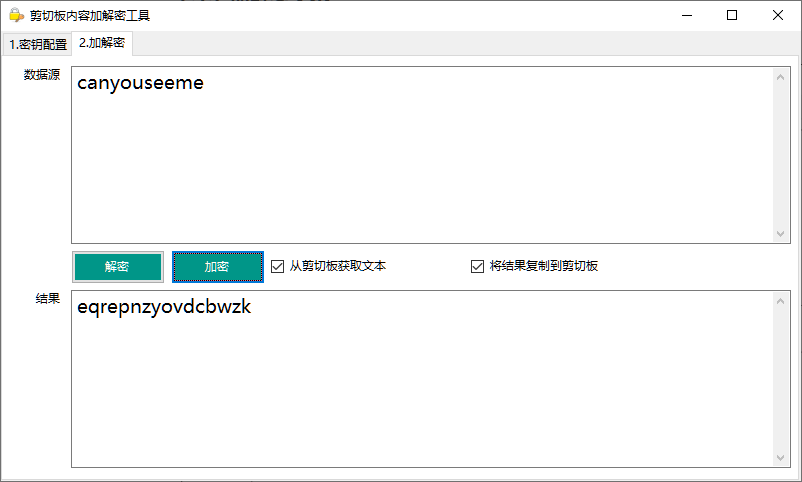 剪切板内容加解密工具
1.密钥配置 2.加解密
数据源
canyouseeme
解密 加密 从剪切板获取文本 将结果复制到剪切板
结果
eqrepnzyovdcbwzk